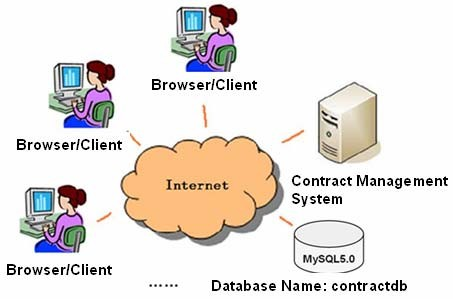 Browser/Client
Browser/Client
Internet
Contract Management
System
MySQL5.0
Browser/Client
...... Database Name: contractdb